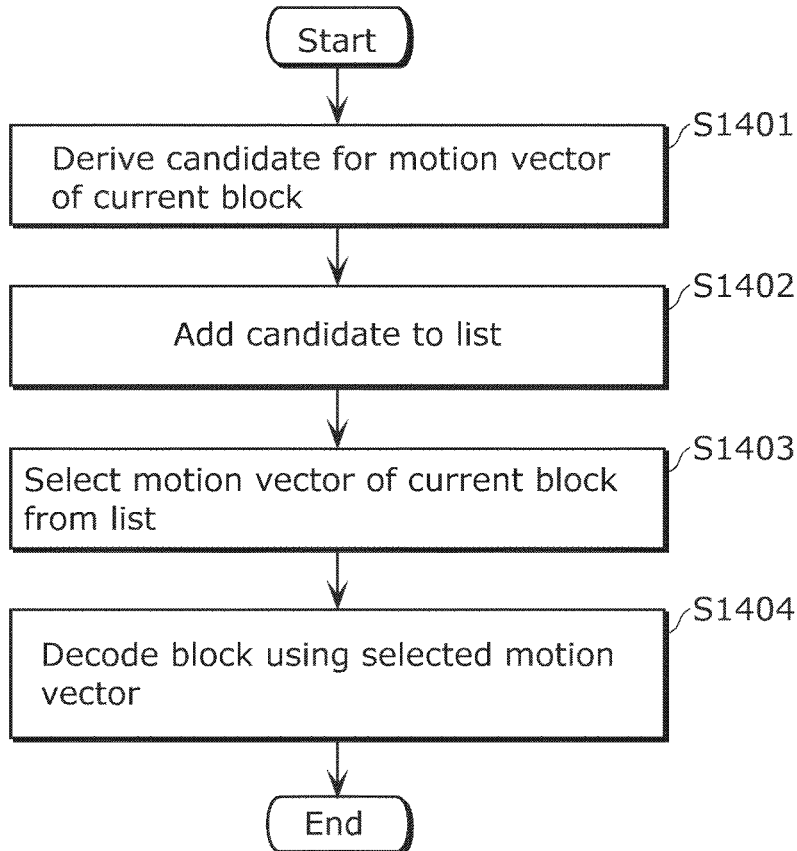 Start
S1401
Derive candidate for motion vector
of current block
S1402
Add candidate to list
S1403
Select motion vector of current block
from list
S1404
Decode block using selected motion
vector
End